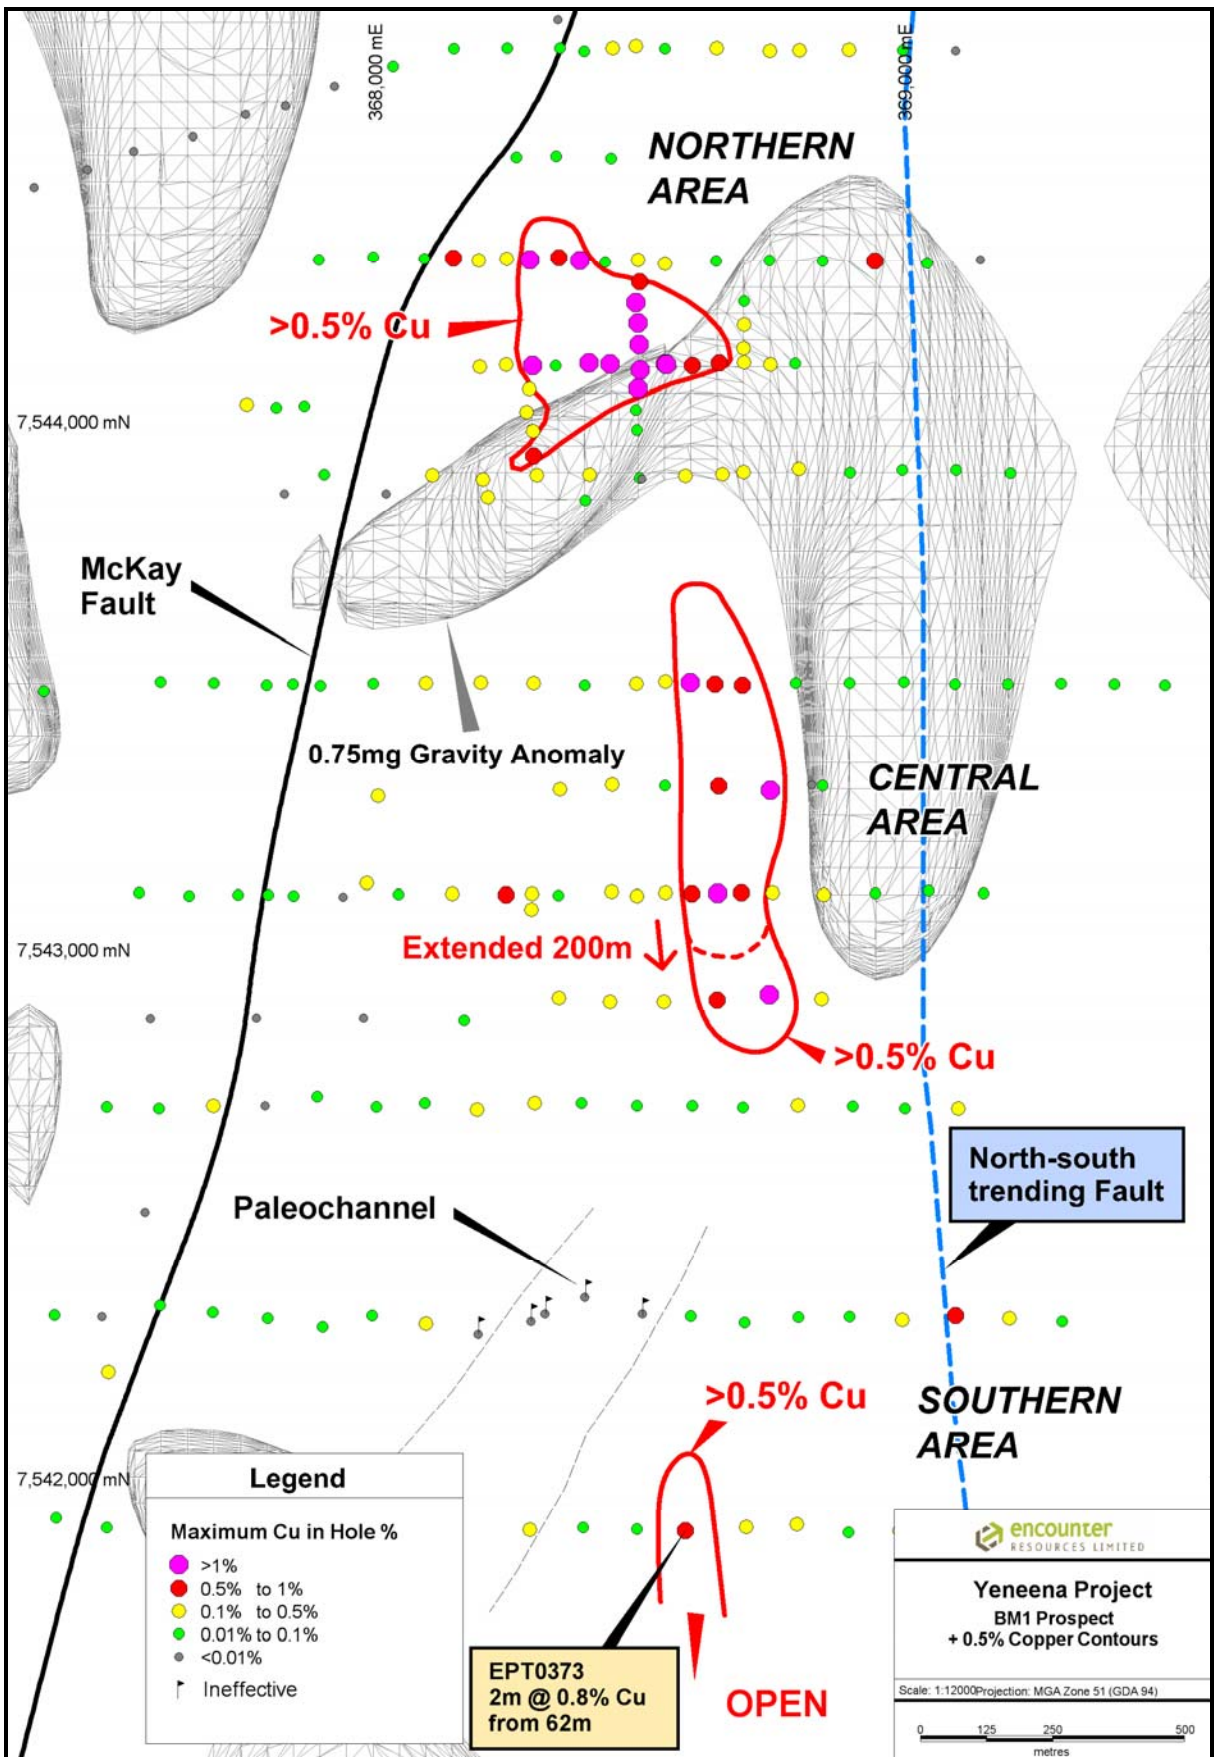 368,000 mE
369,000 mE
NORTHERN
AREA
>0.5% Cu
7,544,000 mN
McKay
Fault
0.75mg Gravity Anomaly
CENTRAL
AREA
7,543,000 mN
Extended 200m
>0.5% Cu
North-south
trending Fault
Paleochannel
>0.5% Cu
SOUTHERN
AREA
7,542,000 mN
Legend
Maximum Cu in Hole %
>1%
0.5% to 1%
0.1% to 0.5%
0.01% to 0.1%
<0.01%
Ineffective
EPT0373
2m @ 0.8% Cu
from 62m
OPEN
encounter
RESOURCES LIMITED
Yeneena Project
BM1 Prospect
+ 0.5% Copper Contours
Scale: 1:12000Projection: MGA Zone 51 (GDA 94)
0 125 250 500
metres